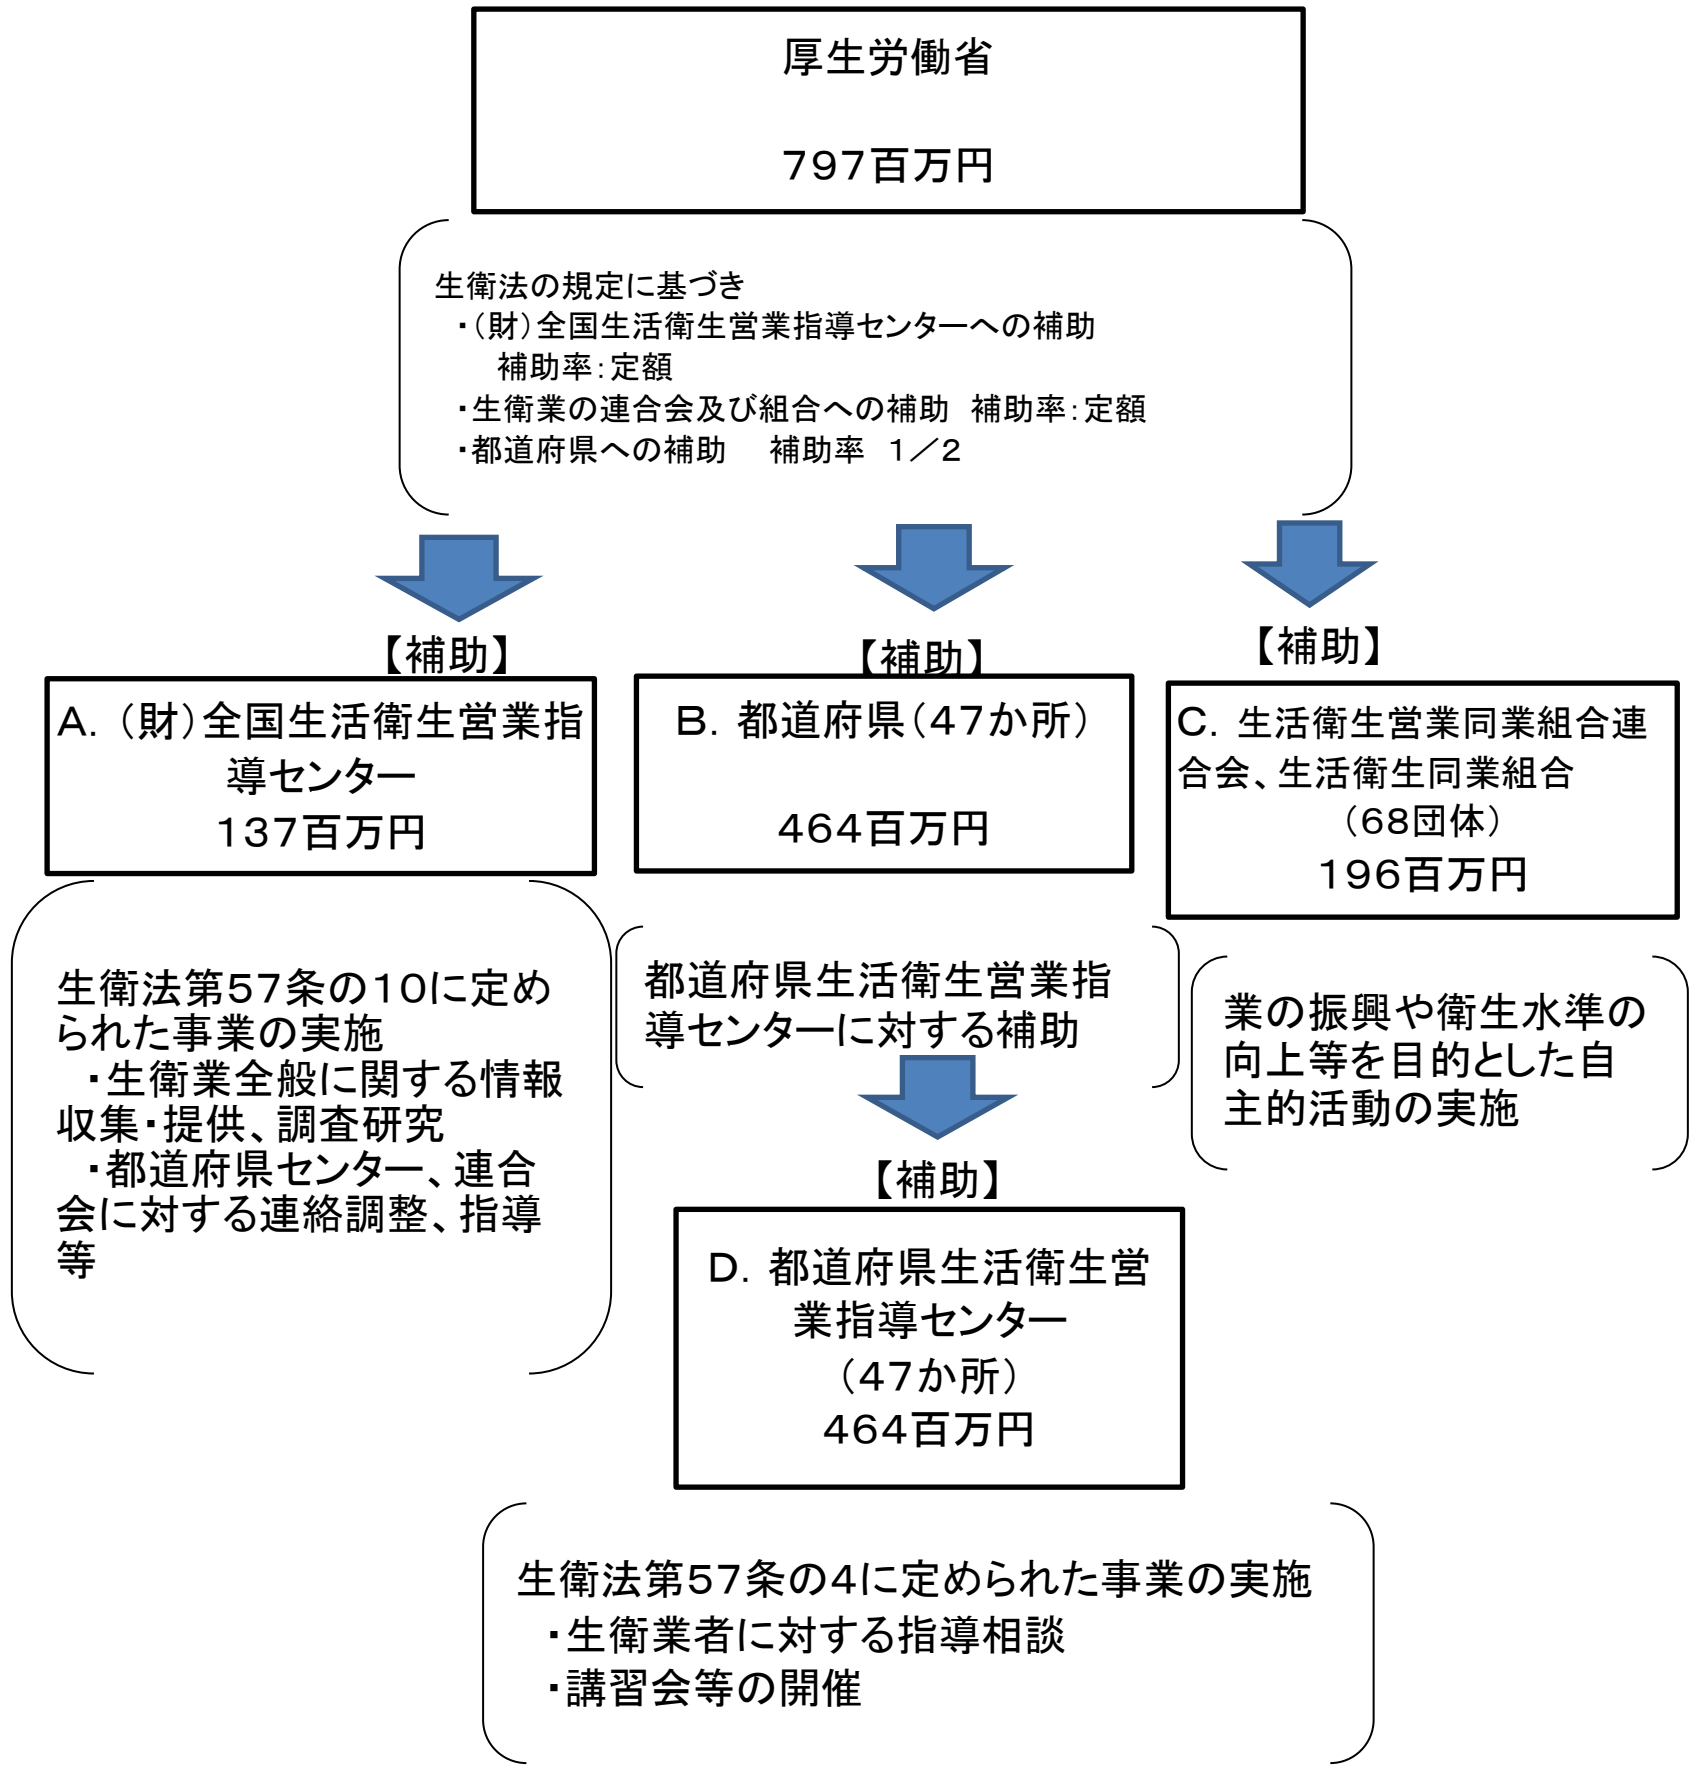 厚生労働省
797百万円
生衛法の規定に基づき
・（財）全国生活衛生営業指導センターへの補助
補助率：定額
・生衛業の連合会及び組合への補助　補助率：定額
・都道府県への補助　補助率　１／２
【補助】
【補助】
【補助】
A．（財）全国生活衛生営業指
導センター
137百万円
B．都道府県（47か所）
464百万円
C．生活衛生営業同業組合連
合会、生活衛生同業組合
（68団体）
196百万円
生衛法第57条の10に定め
られた事業の実施
・生衛業全般に関する情報
収集・提供、調査研究
・都道府県センター、連合
会に対する連絡調整、指導
等
都道府県生活衛生営業指
導センターに対する補助
業の振興や衛生水準の
向上等を目的とした自
主的活動の実施
【補助】
D．都道府県生活衛生営
業指導センター
（47か所）
464百万円
生衛法第57条の4に定められた事業の実施
・生衛業者に対する指導相談
・講習会等の開催